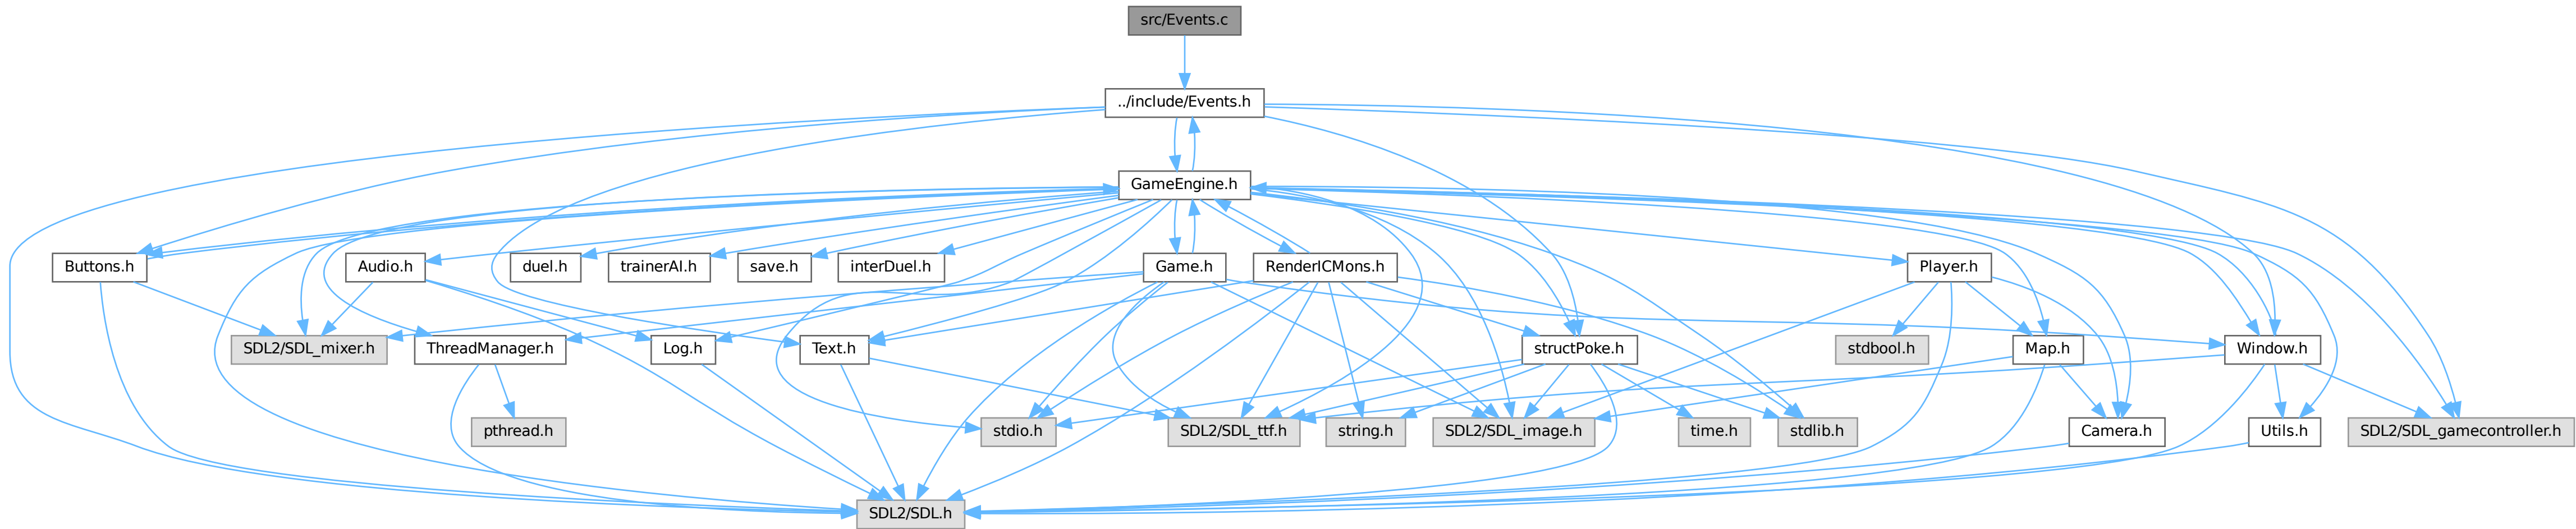 src/Events.c
../include/Events.h
GameEngine.h
Buttons.h
Audio.h
duel.h
trainerAI.h
save.h
interDuel.h
Game.h
RenderICMons.h
Player.h
SDL2/SDL_mixer.h
ThreadManager.h
Log.h
Text.h
structPoke.h
stdbool.h
Map.h
Window.h
pthread.h
stdio.h
SDL2/SDL_ttf.h
string.h
SDL2/SDL_image.h
time.h
stdlib.h
Camera.h
Utils.h
SDL2/SDL_gamecontroller.h
SDL2/SDL.h